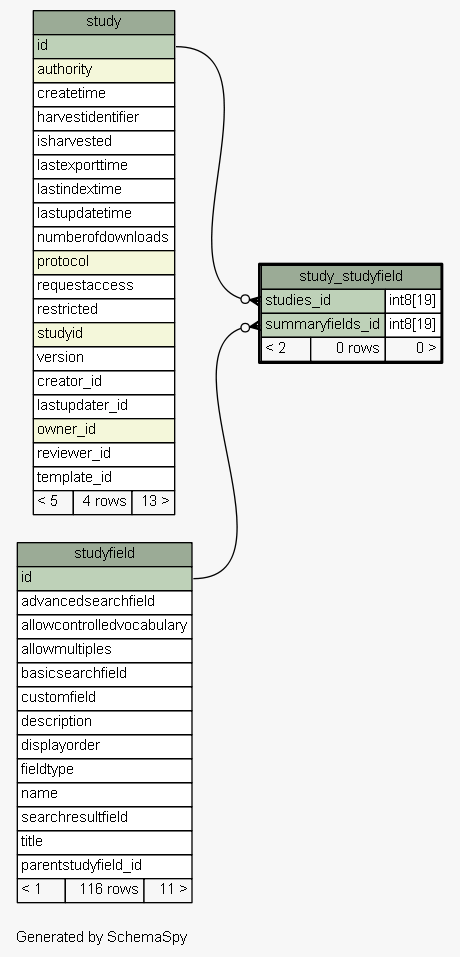 study
id
authority
createtime
harvestidentifier
isharvested
lastexporttime
lastindextime
lastupdatetime
numberofdownloads
protocol
requestaccess
restricted
studyid
version
creator_id
lastupdater_id
owner_id
reviewer_id
template_id
< 5 4 rows 13 >
study_studyfield
studies_id int8[19]
summaryfields_id int8[19]
< 2 0 rows 0 >
studyfield
id
advancedsearchfield
allowcontrolledvocabulary
allowmultiples
basicsearchfield
customfield
description
displayorder
fieldtype
name
searchresultfield
title
parentstudyfield_id
< 1 116 rows 11 >
Generated by SchemaSpy